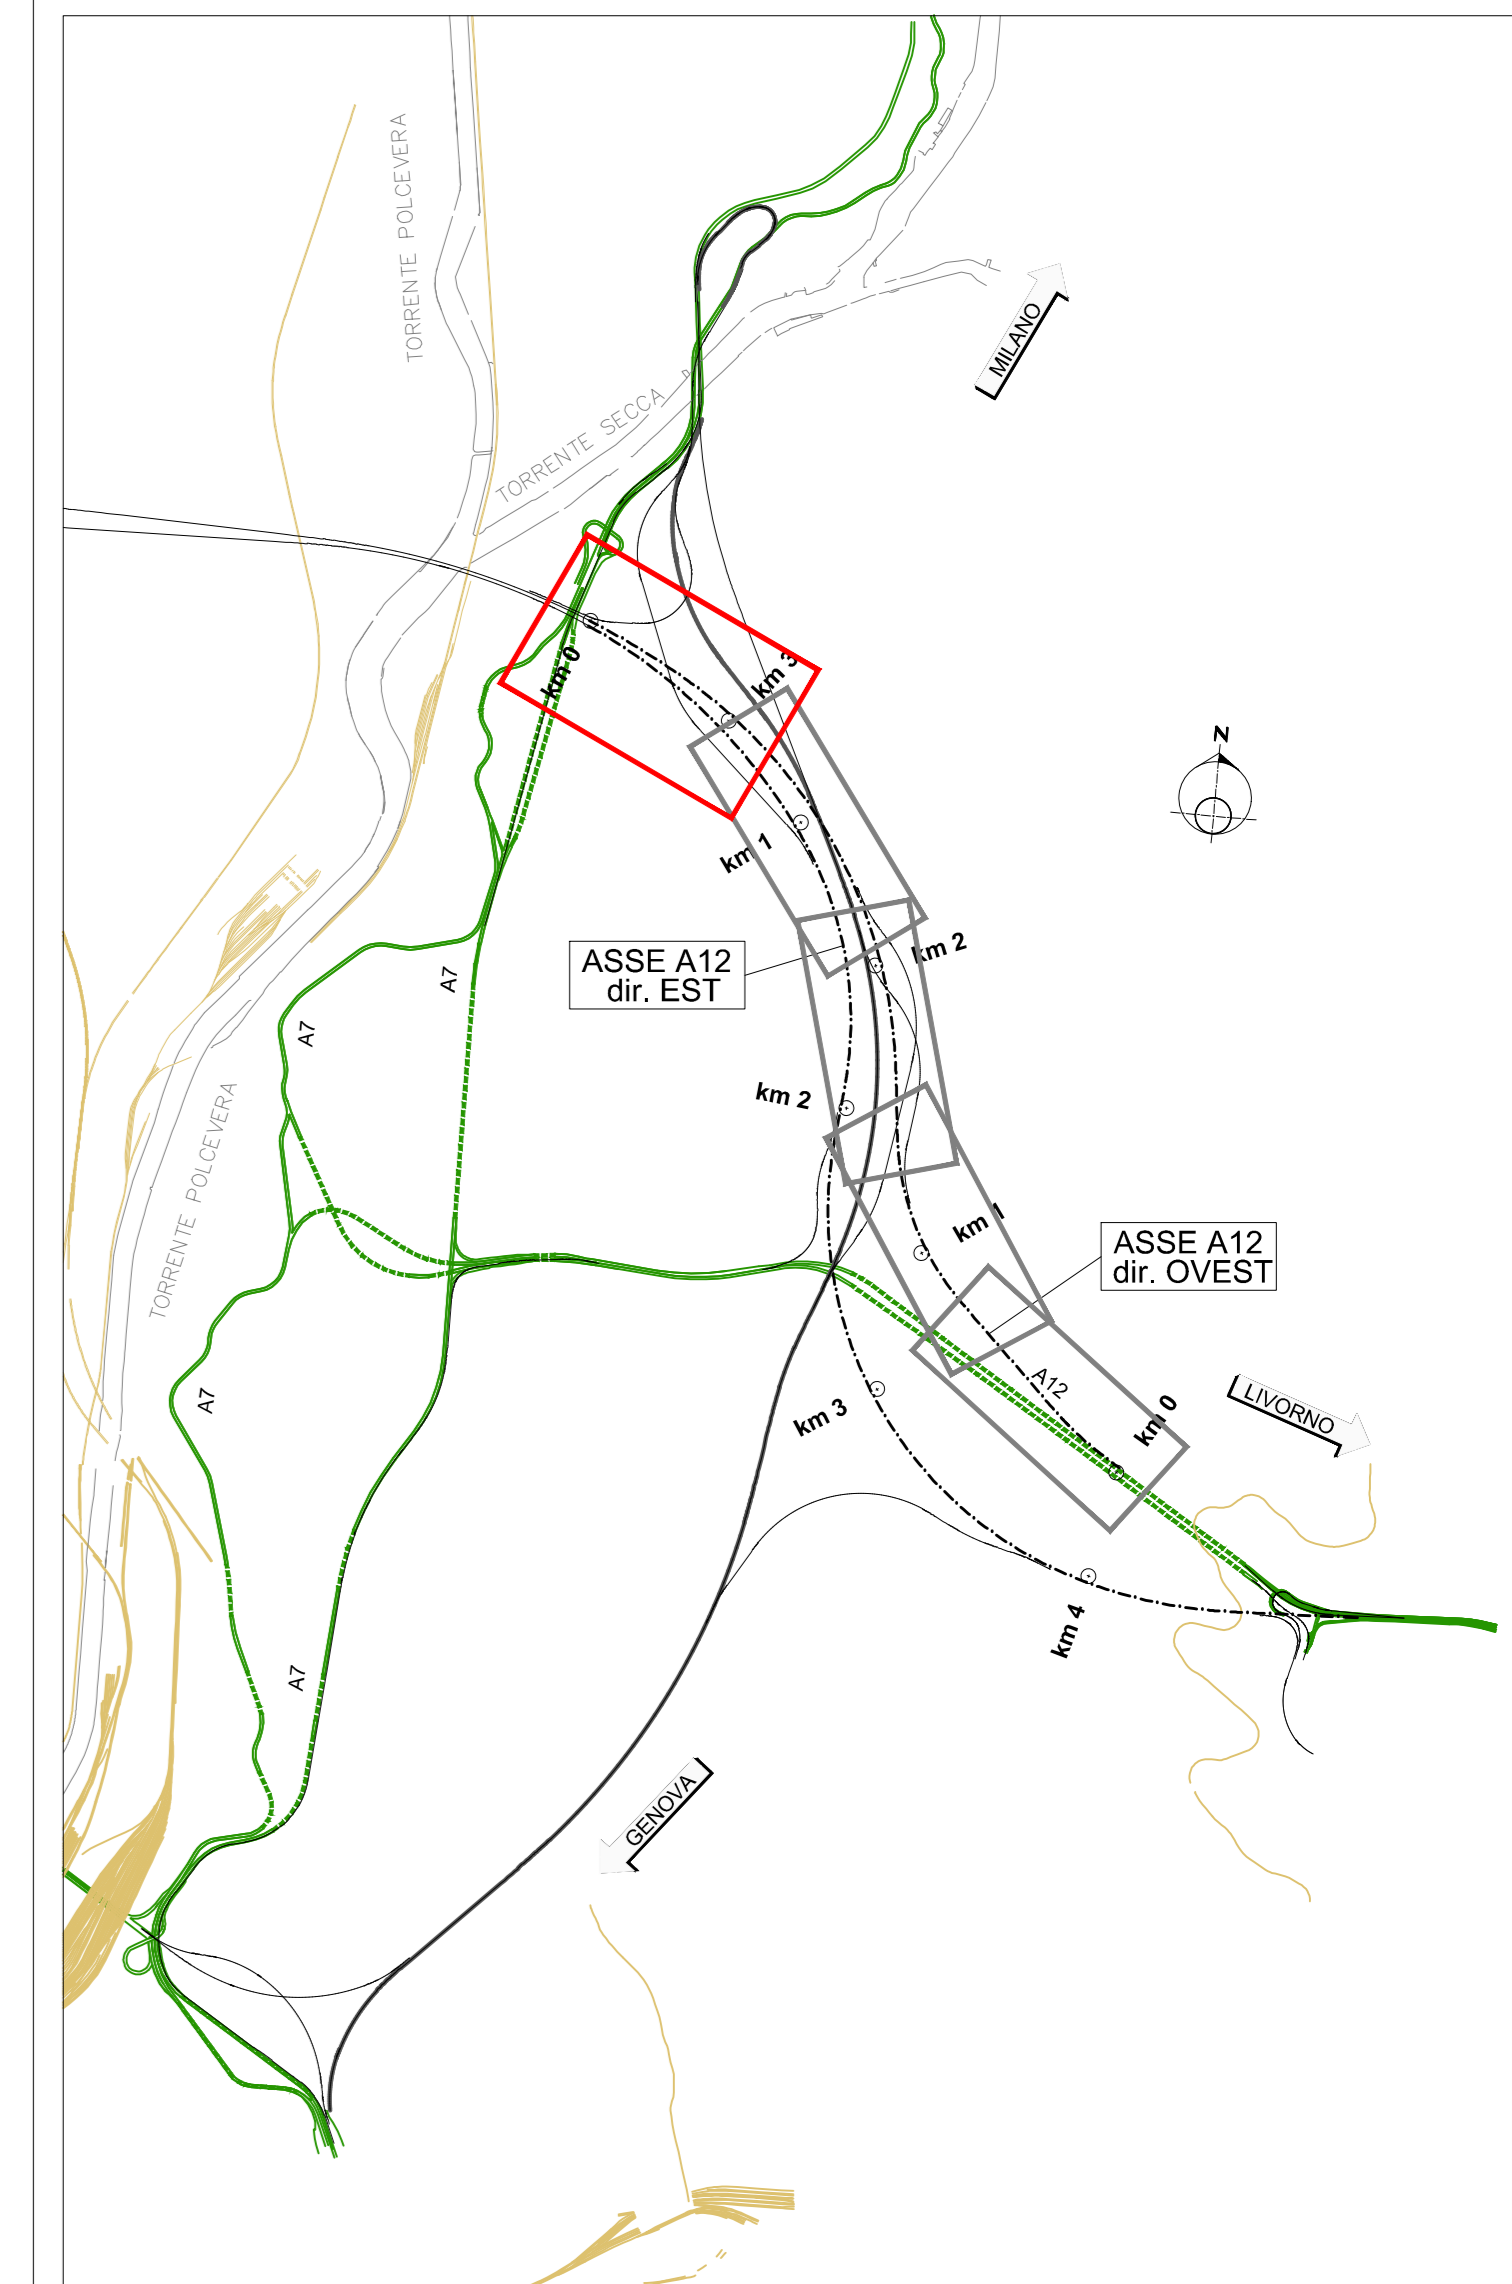 TORRENTE POLCEVERA
MILANO
TORRENTE SECCA
km 0
km 3
N
km 1
km 2
ASSE A12
dir. EST
A7
A7
km 2
TORRENTE POLCEVERA
km 1
ASSE A12
dir. OVEST
A12
LIVORNO
A7
km 3
km 0
km 4
A7
GENOVA